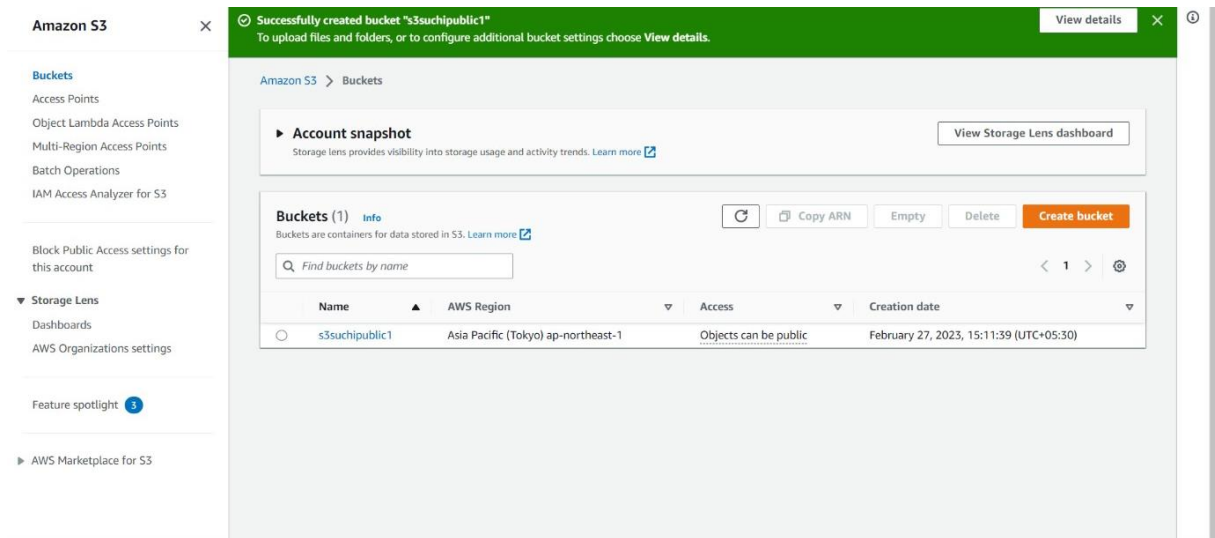 Amazon S3
Successfully created bucket "s3suchipublic1"
To upload files and folders, or to configure additional bucket settings choose View details.
View details
Buckets
Access Points
Object Lambda Access Points
Multi-Region Access Points
Batch Operations
IAM Access Analyzer for S3
Block Public Access settings for
this account
Storage Lens
Dashboards
AWS Organizations settings
Feature spotlight 3
AWS Marketplace for S3
Amazon S3 > Buckets
Account snapshot
Storage lens provides visibility into storage usage and activity trends. Learn more
View Storage Lens dashboard
Buckets (1) Info
Buckets are containers for data stored in S3. Learn more
Copy ARN Empty Delete Create bucket
Find buckets by name
< 1 >
Name AWS Region Access Creation date
s3suchipublic1 Asia Pacific (Tokyo) ap-northeast-1 Objects can be public February 27, 2023, 15:11:39 (UTC+05:30)